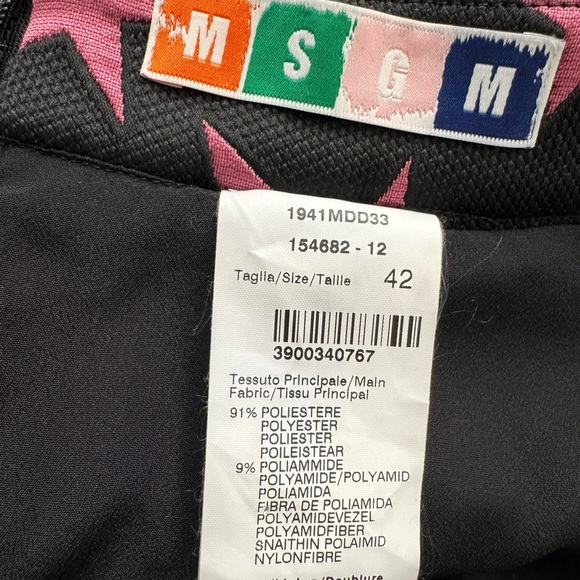 M S G M
1941MDD33
154682 - 12
Taglia/Size/Taille 42
3900340767
Tessuto Principale/Main
Fabric/Tissu Principal
91% POLIESTERE
POLYESTER
POLIESTER
POILEISTEAR
9% POLIAMMIDE
POLYAMIDE/POLYAMID
POLIAMIDA
FIBRA DE POLIAMIDA
POLYAMIDEVEZEL
POLYAMIDFIBER
SNAITHIN POLAIMID
NYLONFIBRE